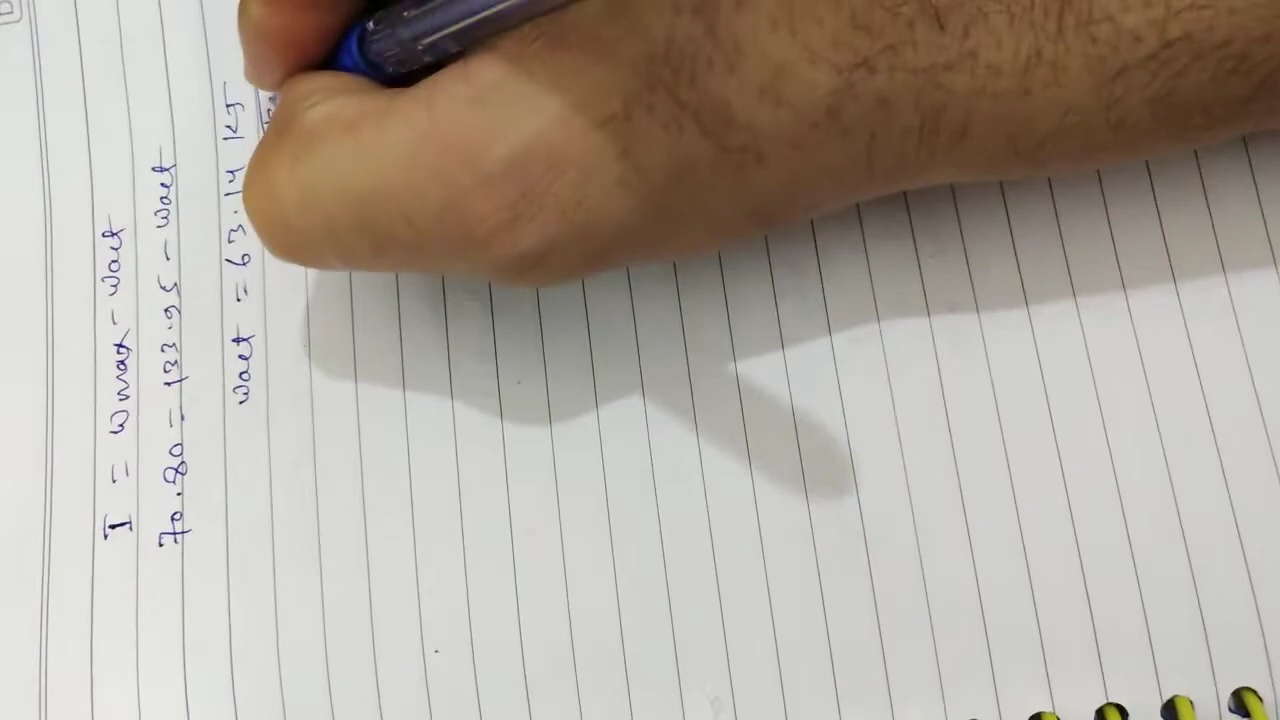 I = Wmax - Wact
70.80 = 133.95 - Wact
Wact = 63.14 KJ